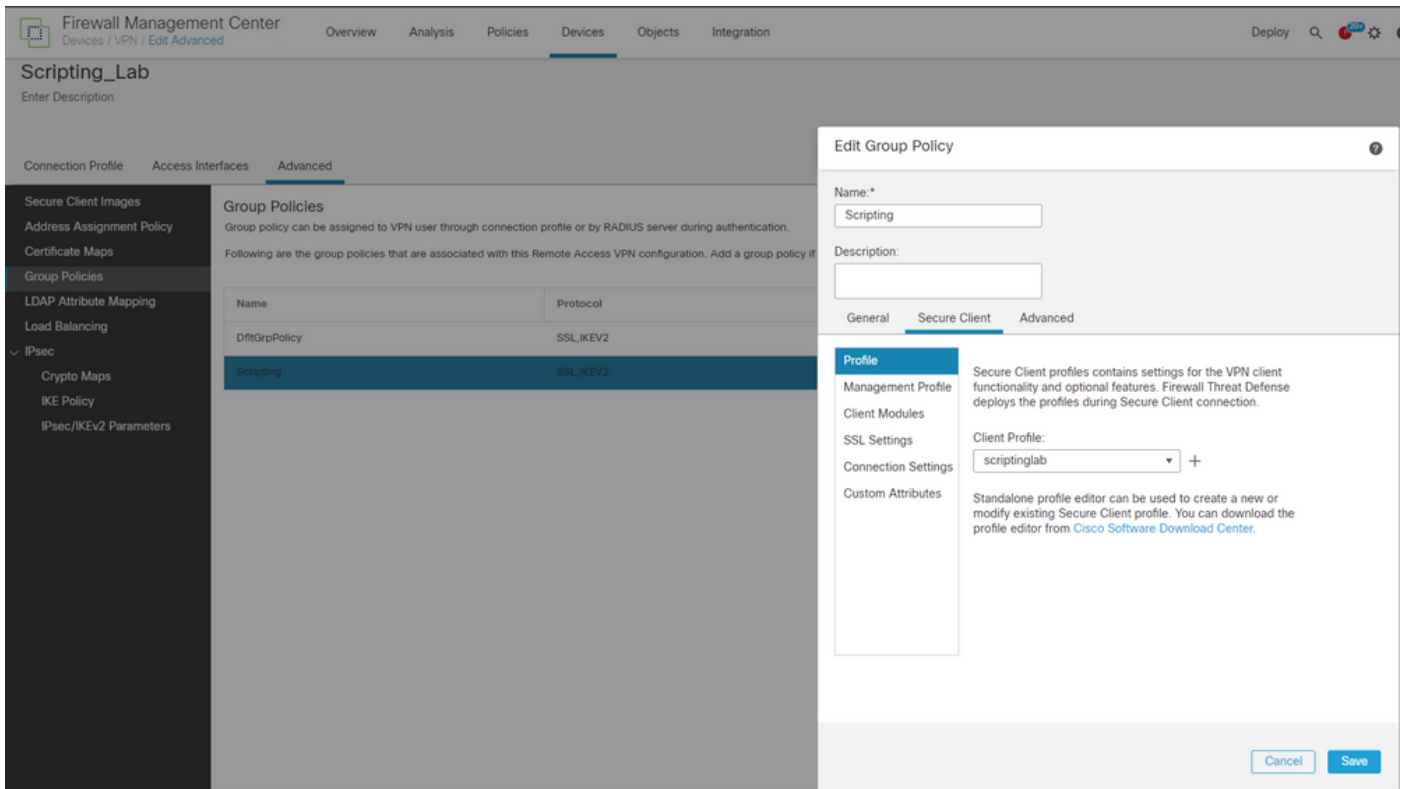 Firewall Management Center
Devices / VPN / Edit Advanced
Overview
Analysis
Policies
Devices
Objects
Integration
Deploy
20+
Scripting_Lab
Enter Description
Connection Profile
Access Interfaces
Advanced
Secure Client Images
Address Assignment Policy
Certificate Maps
Group Policies
LDAP Attribute Mapping
Load Balancing
IPsec
Crypto Maps
IKE Policy
IPsec/IKEv2 Parameters
Group Policies
Group policy can be assigned to VPN user through connection profile or by RADIUS server during authentication.
Following are the group policies that are associated with this Remote Access VPN configuration. Add a group policy if
Name
Protocol
DfltGrpPolicy
SSL,IKEV2
Scripting
SSL,IKEV2
Edit Group Policy
?
Name:*
Scripting
Description:
General
Secure Client
Advanced
Profile
Management Profile
Client Modules
SSL Settings
Connection Settings
Custom Attributes
Secure Client profiles contains settings for the VPN client
functionality and optional features. Firewall Threat Defense
deploys the profiles during Secure Client connection.
Client Profile:
scriptinglab
+
Standalone profile editor can be used to create a new or
modify existing Secure Client profile. You can download the
profile editor from Cisco Software Download Center.
Cancel
Save